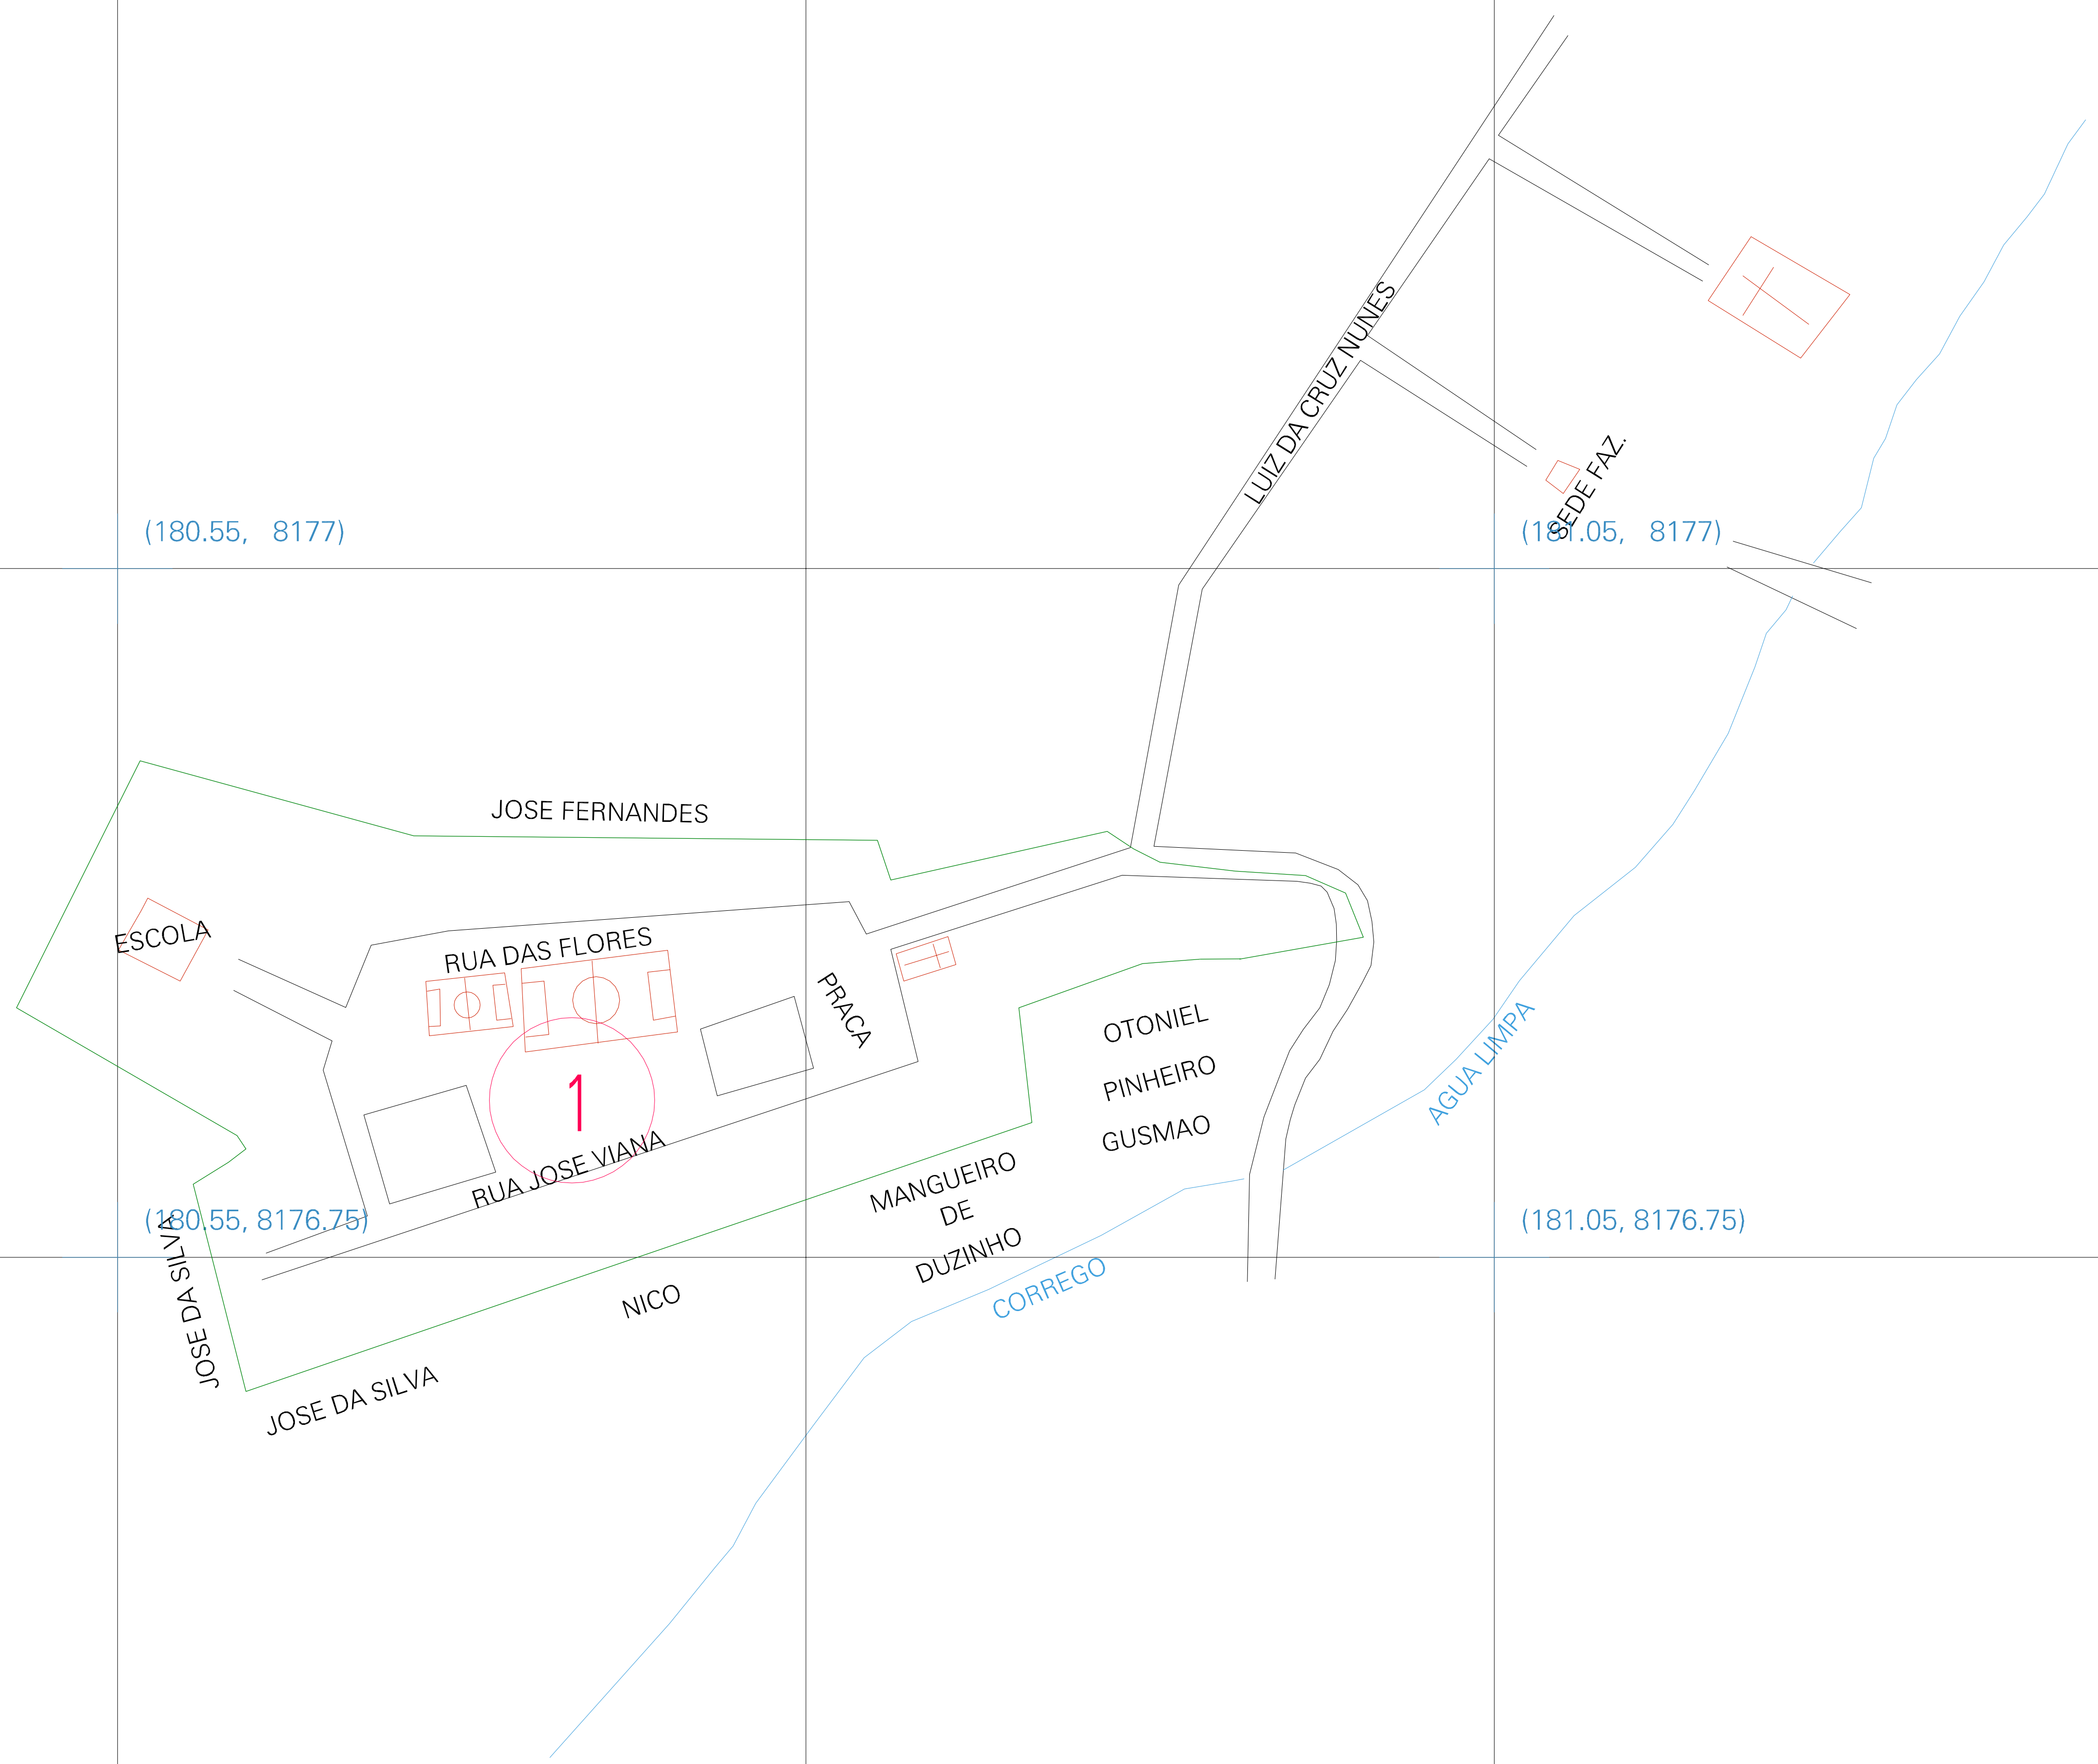 LUIZ DA CRUZ NUNES
SEDE FAZ.
(180.55, 8177)
(181.05, 8177)
JOSE FERNANDES
ESCOLA
RUA DAS FLORES
PRACA
OTONIEL
PINHEIRO
GUSMAO
AGUA LIMPA
1
RUA JOSE VIANA
MANGUEIRO
DE
DUZINHO
(180.55, 8176.75)
(181.05, 8176.75)
JOSE DA SILVA
NICO
CORREGO
JOSE DA SILVA